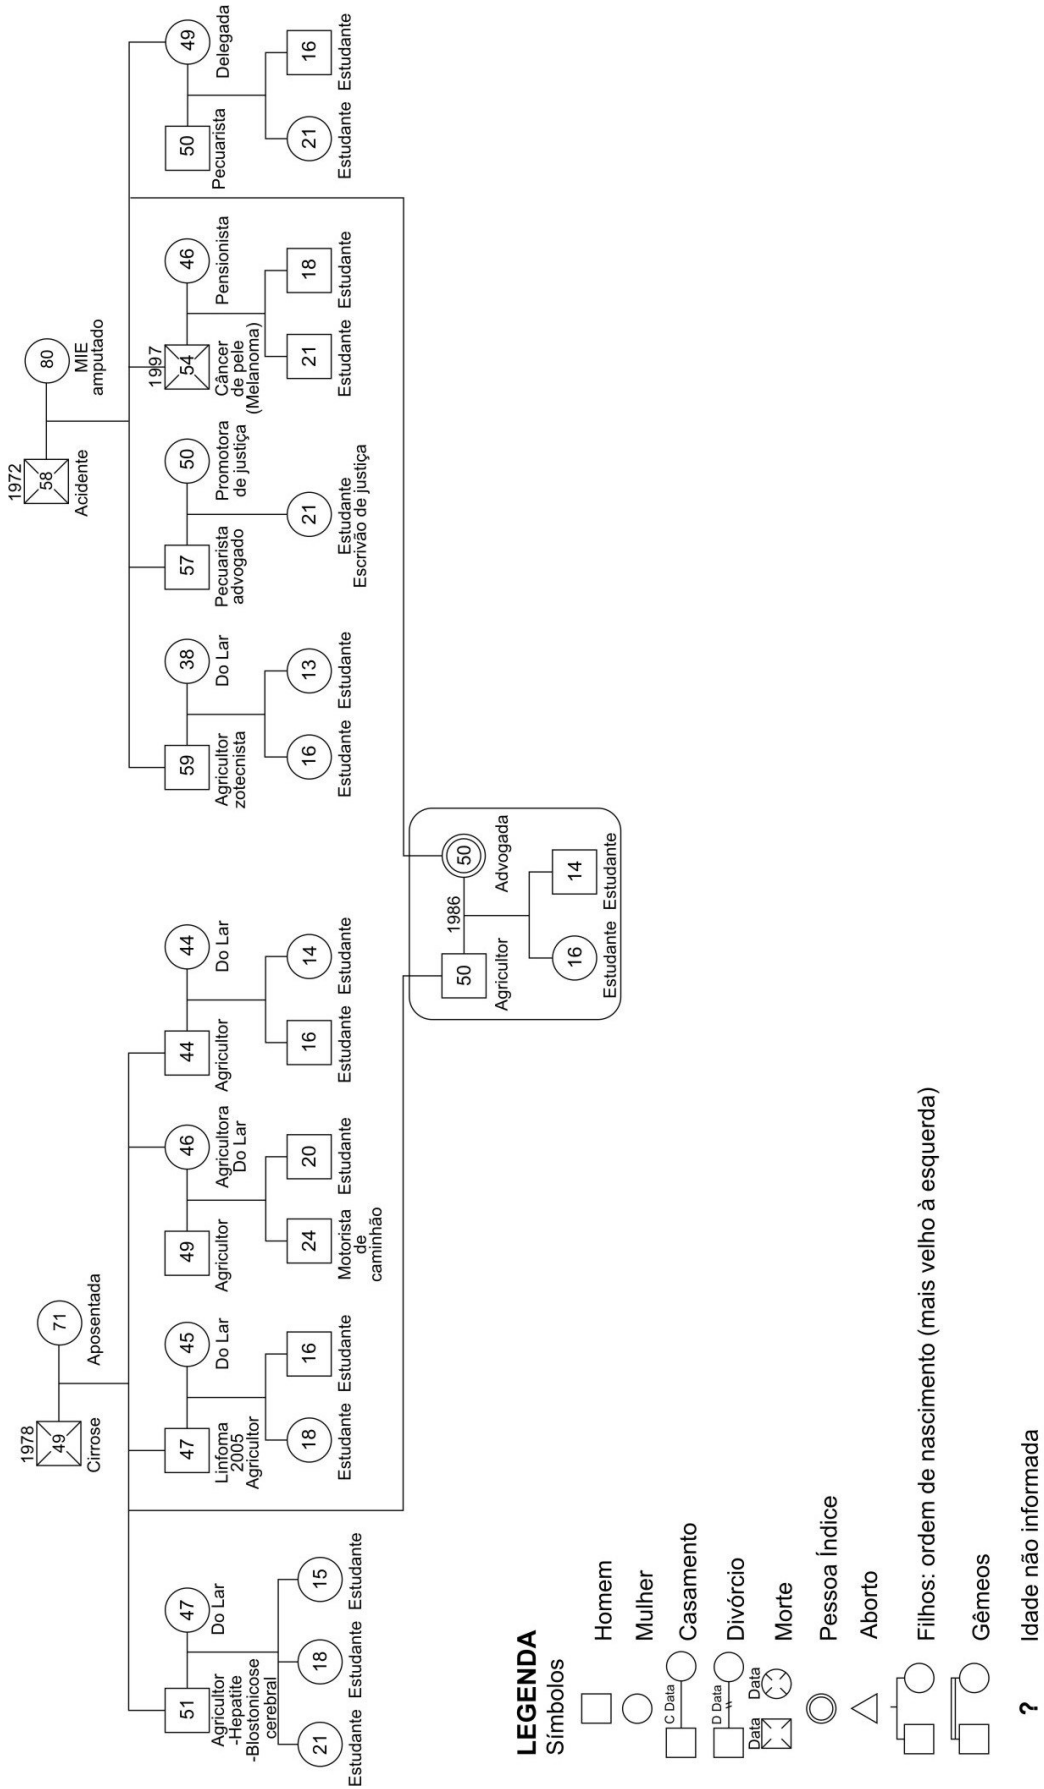 1978
49
Cirrose
71
Aposentada
1972
58
Acidente
80
MIE
amputado
51
Agricultor
-Hepatite
-Blostonicose
cerebral
47
Do Lar
21
Estudante
18
Estudante
15
Estudante
47
Linfoma
2005
Agricultor
45
Do Lar
18
Estudante
16
Estudante
49
Agricultor
46
Agricultora
Do Lar
24
Motorista
de
caminhão
20
Estudante
44
Agricultor
44
Do Lar
16
Estudante
14
Estudante
59
Agricultor
zotecnista
38
Do Lar
16
Estudante
13
Estudante
57
Pecuarista
advogado
50
Promotora
de justiça
21
Estudante
Escrivão de justiça
1997
54
Câncer
de pele
(Melanoma)
46
Pensionista
21
Estudante
18
Estudante
50
Pecuarista
49
Delegada
21
Estudante
16
Estudante
50
Agricultor
1986
50
Advogada
16
Estudante
14
Estudante
LEGENDA
Símbolos
Homem
Mulher
C Data
Casamento
D Data
Divórcio
Data
Data
Morte
Pessoa Índice
Aborto
Filhos: ordem de nascimento (mais velho à esquerda)
Gêmeos
? Idade não informada